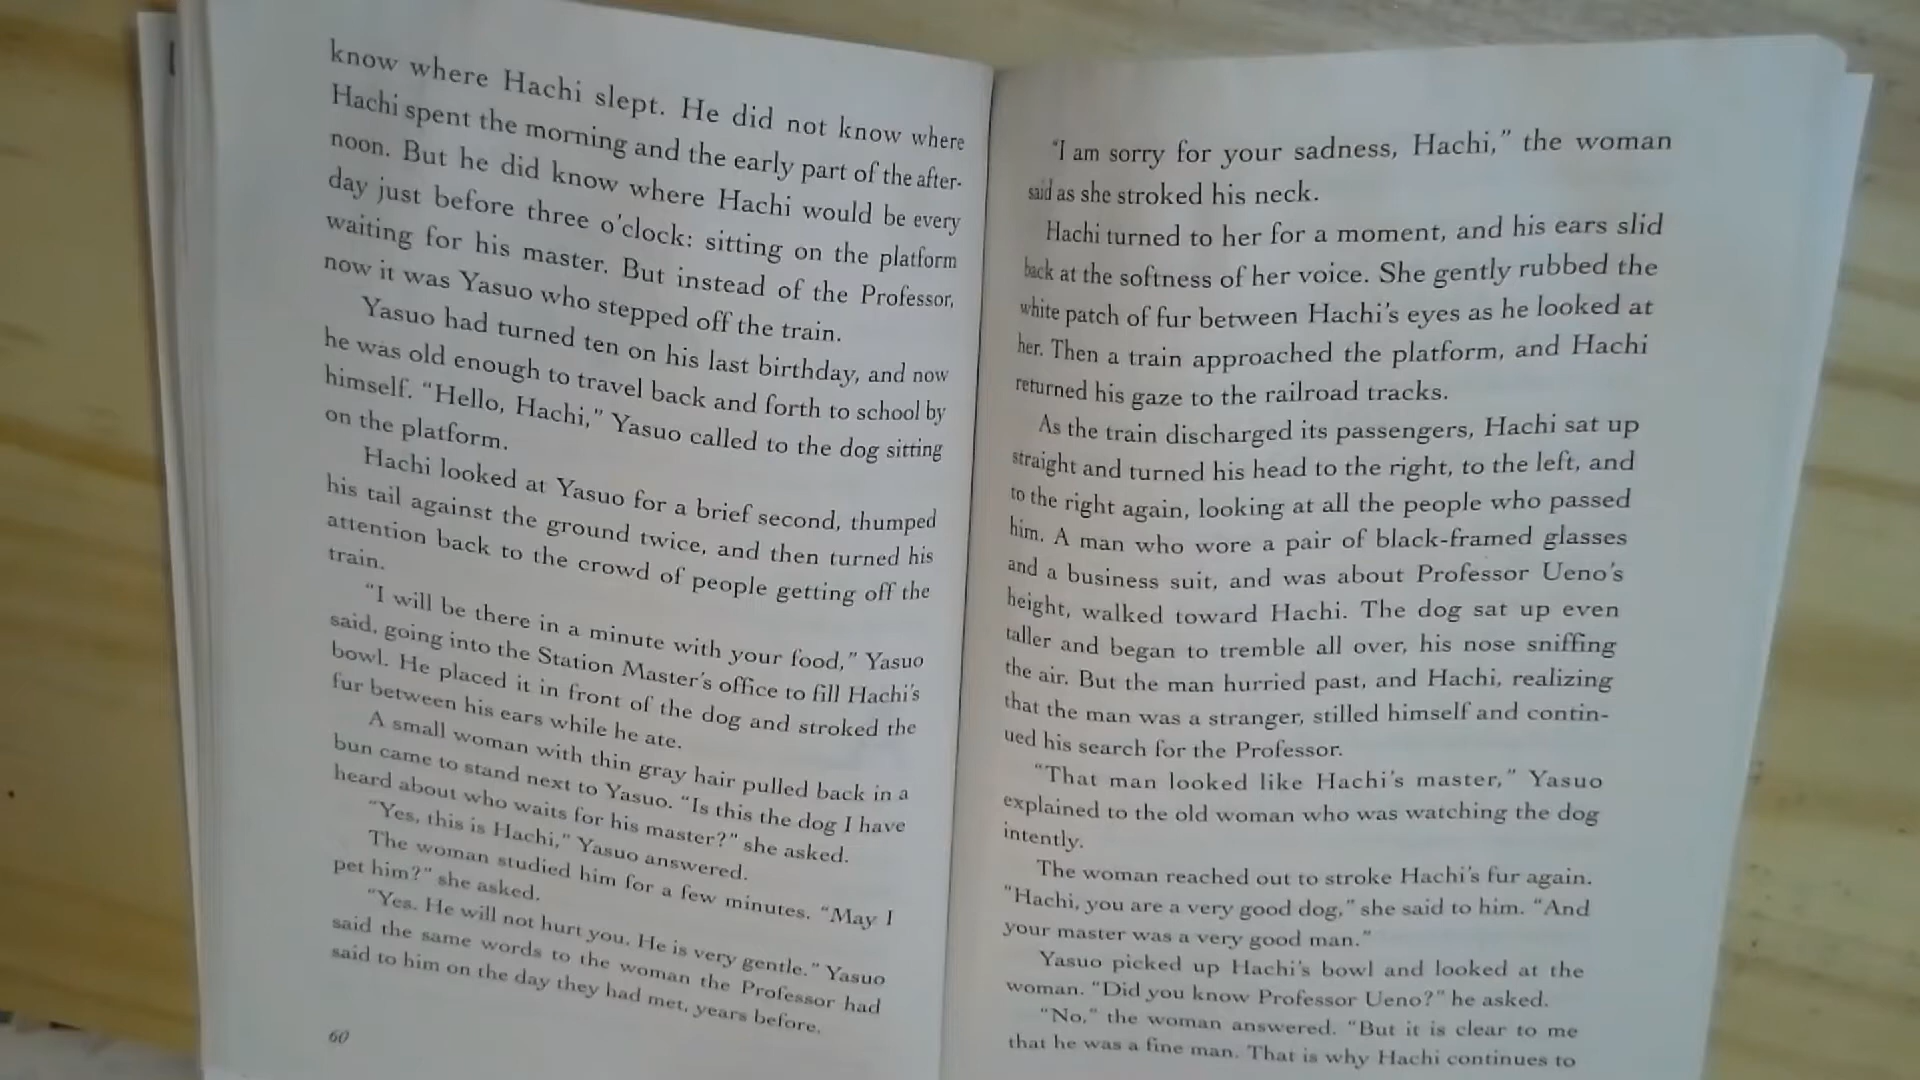 know where Hachi slept. He did not know where
Hachi spent the morning and the early part of the after-
noon. But he did know where Hachi would be every
day just before three o'clock: sitting on the platform
waiting for his master. But instead of the Professor,
now it was Yasuo who stepped off the train.
Yasuo had turned ten on his last birthday, and now
he was old enough to travel back and forth to school by
himself. “Hello, Hachi,” Yasuo called to the dog sitting
on the platform.
Hachi looked at Yasuo for a brief second, thumped
his tail against the ground twice, and then turned his
attention back to the crowd of people getting off the
train.
“I will be there in a minute with your food,” Yasuo
said, going into the Station Master's office to fill Hachi's
bowl. He placed it in front of the dog and stroked the
fur between his ears while he ate.
A small woman with thin gray hair pulled back in a
bun came to stand next to Yasuo. “Is this the dog I have
heard about who waits for his master?” she asked.
“Yes, this is Hachi,” Yasuo answered.
The woman studied him for a few minutes. “May I
pet him?” she asked.
“Yes. He will not hurt you. He is very gentle.” Yasuo
said the same words to the woman the Professor had
said to him on the day they had met, years before.
60
“I am sorry for your sadness, Hachi,” the woman
said as she stroked his neck.
Hachi turned to her for a moment, and his ears slid
back at the softness of her voice. She gently rubbed the
white patch of fur between Hachi's eyes as he looked at
her. Then a train approached the platform, and Hachi
returned his gaze to the railroad tracks.
As the train discharged its passengers, Hachi sat up
straight and turned his head to the right, to the left, and
to the right again, looking at all the people who passed
him. A man who wore a pair of black-framed glasses
and a business suit, and was about Professor Ueno's
height, walked toward Hachi. The dog sat up even
taller and began to tremble all over, his nose sniffing
the air. But the man hurried past, and Hachi, realizing
that the man was a stranger, stilled himself and contin-
ued his search for the Professor.
“That man looked like Hachi's master,” Yasuo
explained to the old woman who was watching the dog
intently.
The woman reached out to stroke Hachi's fur again.
“Hachi, you are a very good dog,” she said to him. “And
your master was a very good man.”
Yasuo picked up Hachi's bowl and looked at the
woman. “Did you know Professor Ueno?” he asked.
“No,” the woman answered. “But it is clear to me
that he was a fine man. That is why Hachi continues to